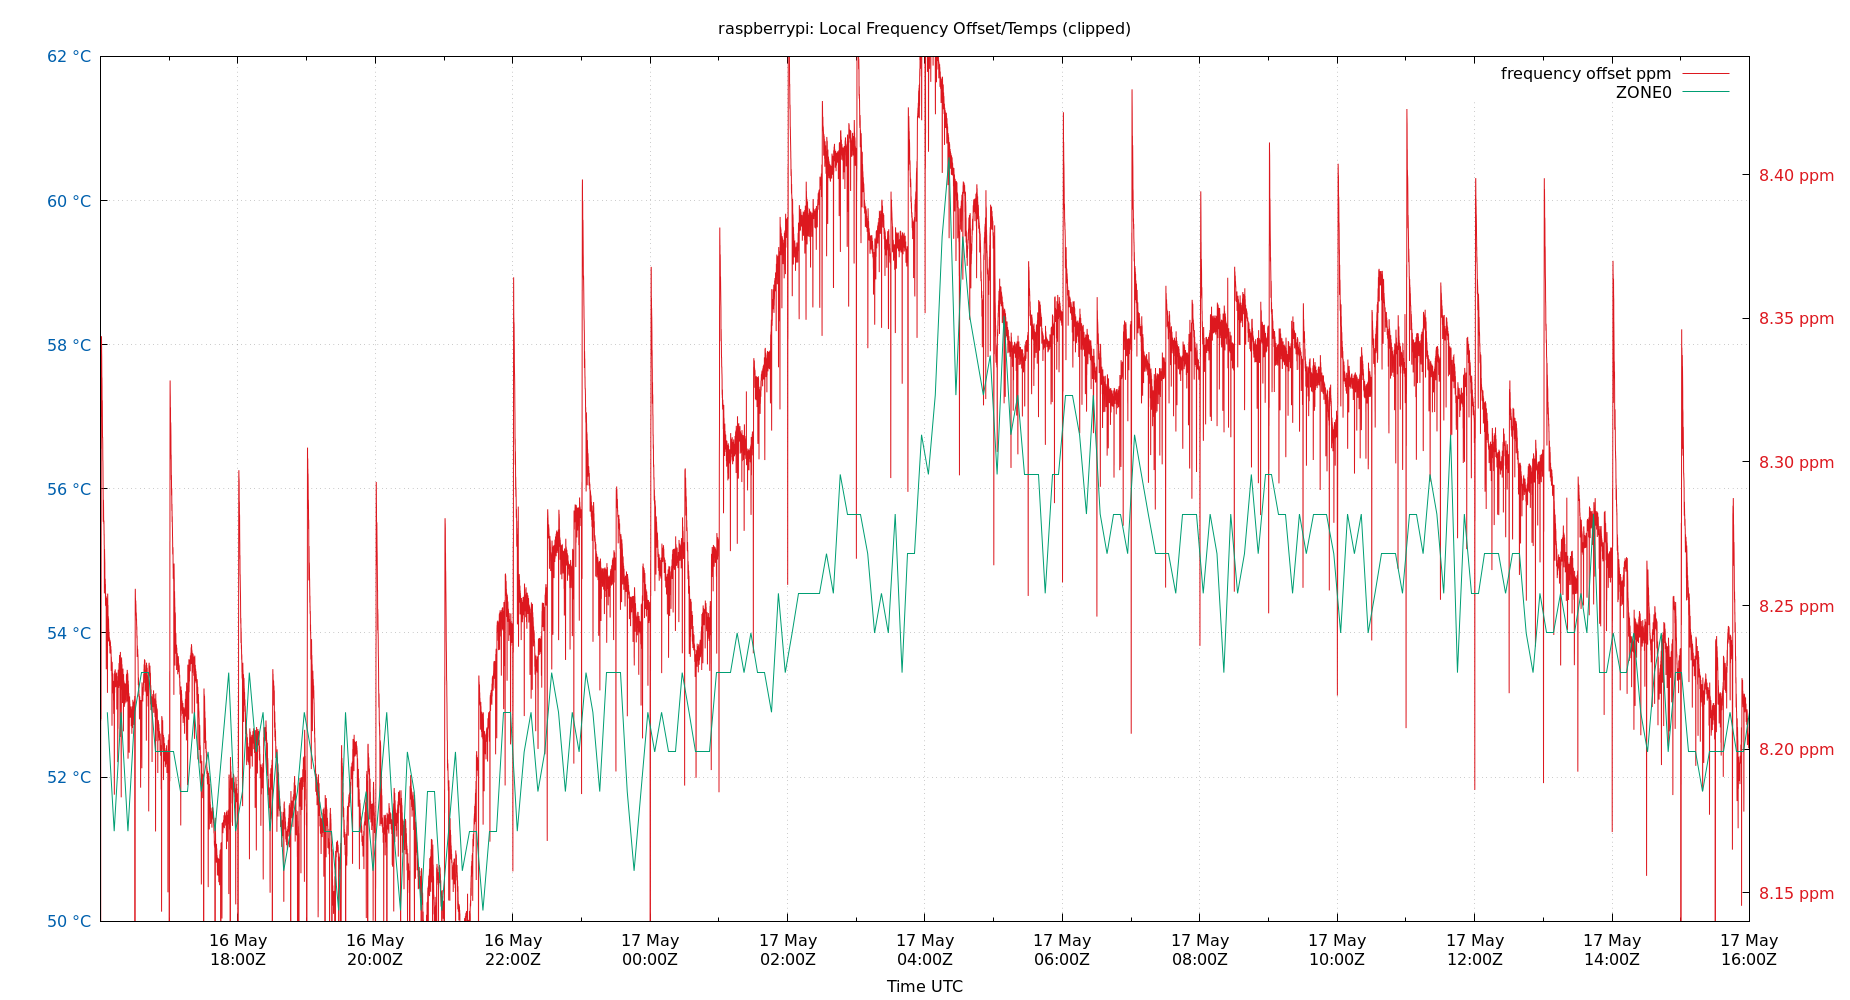 raspberrypi: Local Frequency Offset/Temps (clipped)
62 °C
60 °C
58 °C
56 °C
54 °C
52 °C
50 °C
frequency offset ppm
ZONE0
8.40 ppm
8.35 ppm
8.30 ppm
8.25 ppm
8.20 ppm
8.15 ppm
16 May
18:00Z
16 May
20:00Z
16 May
22:00Z
17 May
00:00Z
17 May
02:00Z
17 May
04:00Z
17 May
06:00Z
17 May
08:00Z
17 May
10:00Z
17 May
12:00Z
17 May
14:00Z
17 May
16:00Z
Time UTC